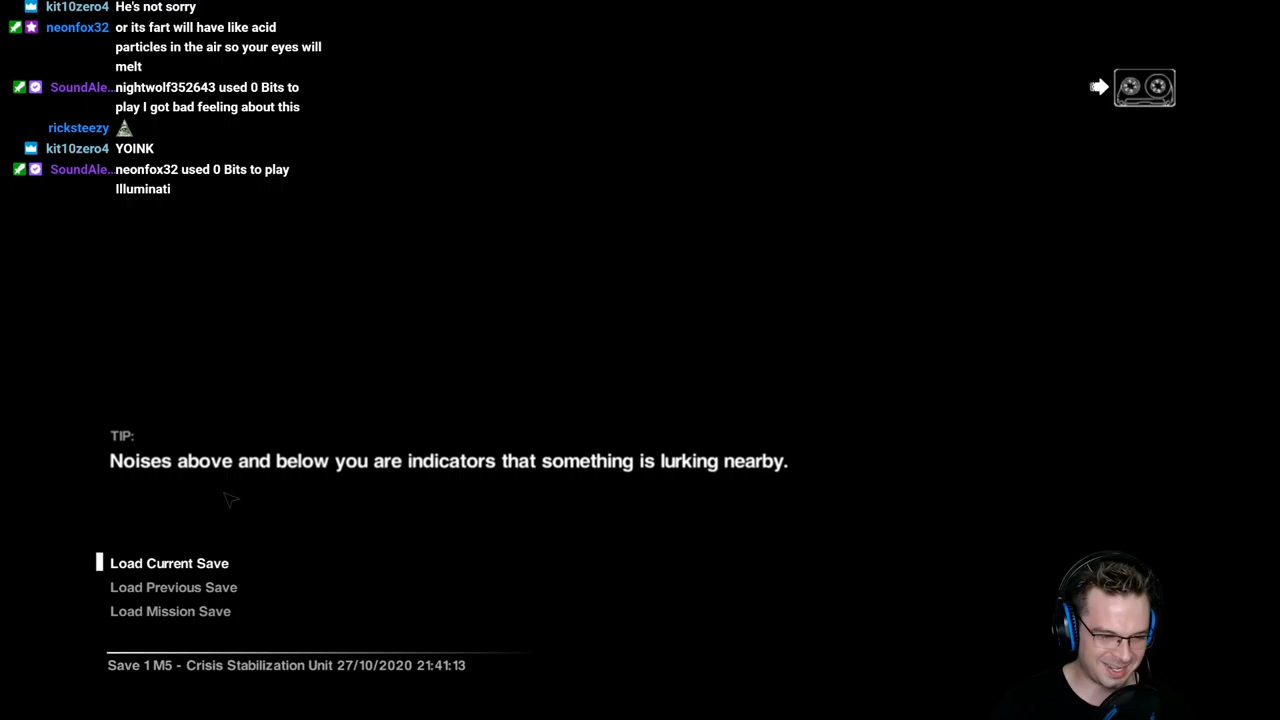 kit10zero4 He's not sorry
neonfox32 or its fart will have like acid
particles in the air so your eyes will
melt
SoundAle... nightwolf352643 used 0 Bits to
play I got bad feeling about this
ricksteezy
kit10zero4 YOINK
SoundAle... neonfox32 used 0 Bits to play
Illuminati
TIP:
Noises above and below you are indicators that something is lurking nearby.
Load Current Save
Load Previous Save
Load Mission Save
Save 1 M5 - Crisis Stabilization Unit 27/10/2020 21:41:13